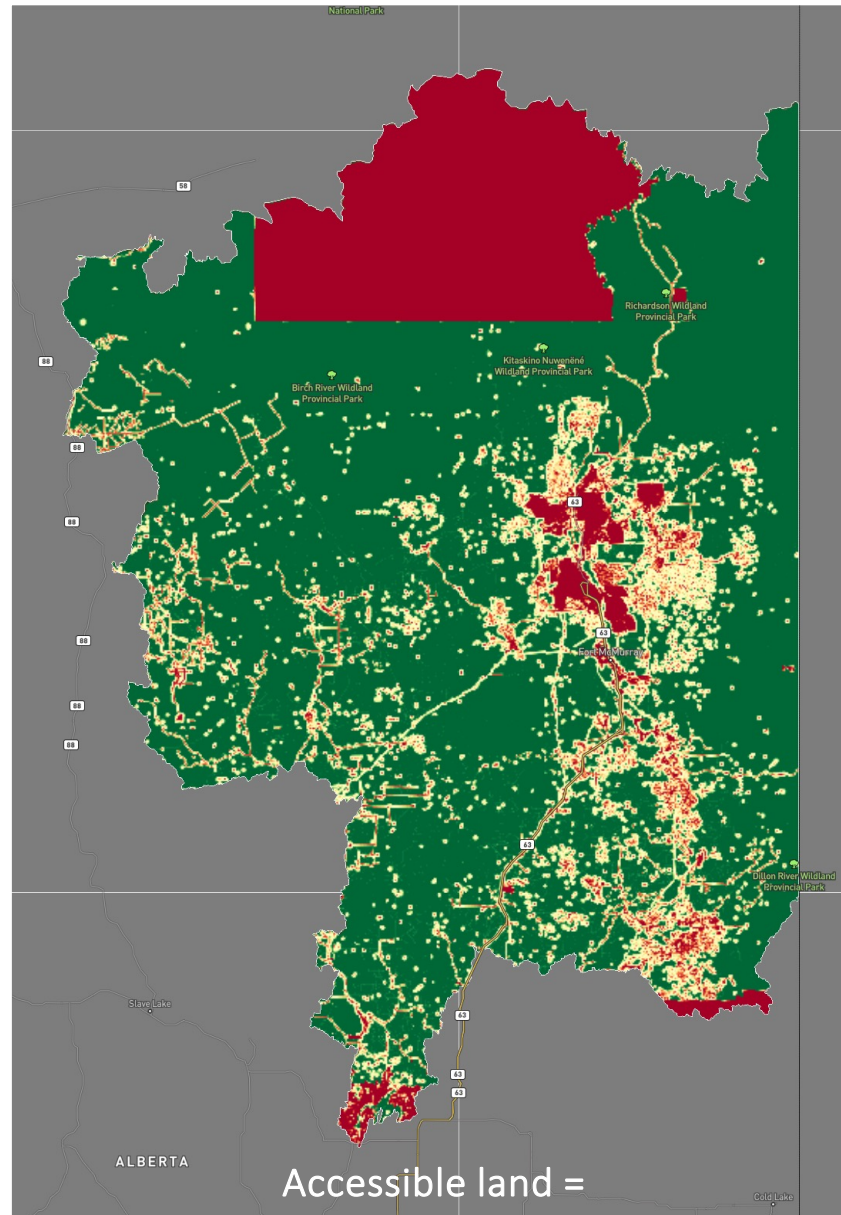 National Park
58
Richardson Wildland
Provincial Park
88
Kitaskino Nuwenëné
Wildland Provincial Park
Birch River Wildland
Provincial Park
88
63
88
88
63
Fort McMurray
88
88
63
Dillon River Wildland
Provincial Park
Slave Lake
63
63
63
ALBERTA
Accessible land =
Cold Lake